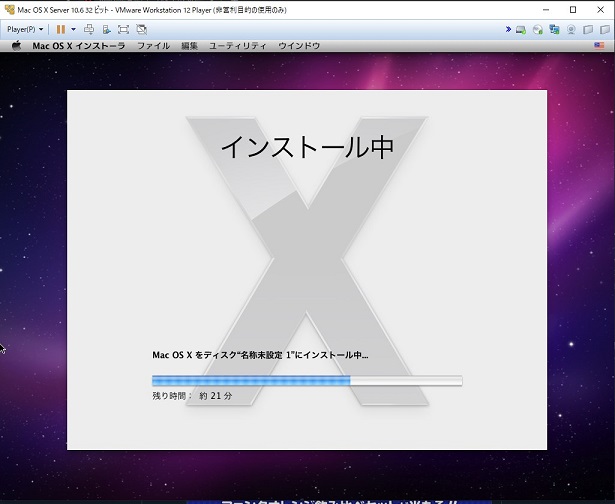 Mac OS X Server 10.6 32ビット - VMware Workstation 12 Player (非営利目的の使用のみ)
Player(P)
Mac OS X インストーラ ファイル 編集 ユーティリティ ウインドウ
インストール中
Mac OS X をディスク“名称未設定 1”にインストール中...
残り時間： 約 21 分